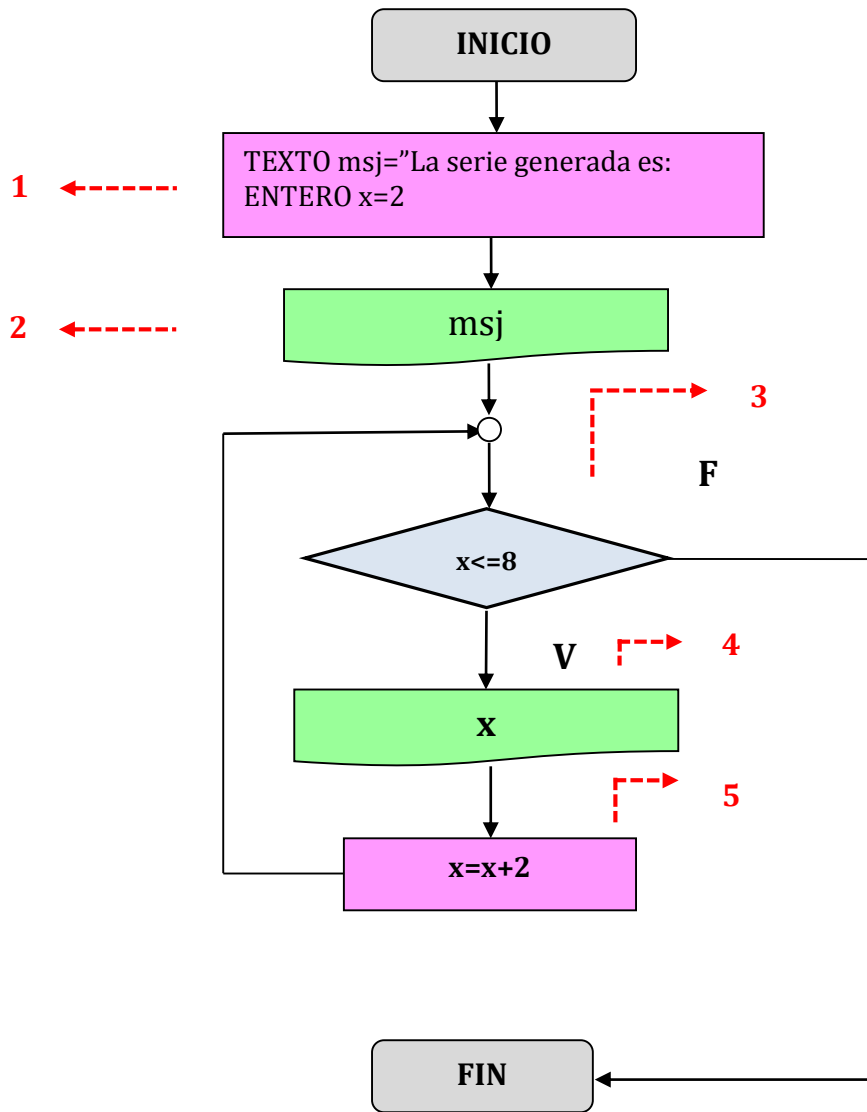 INICIO
1
TEXTO msj=”La serie generada es:
ENTERO x=2
2
msj
3
F
x<=8
V
4
x
5
x=x+2
FIN